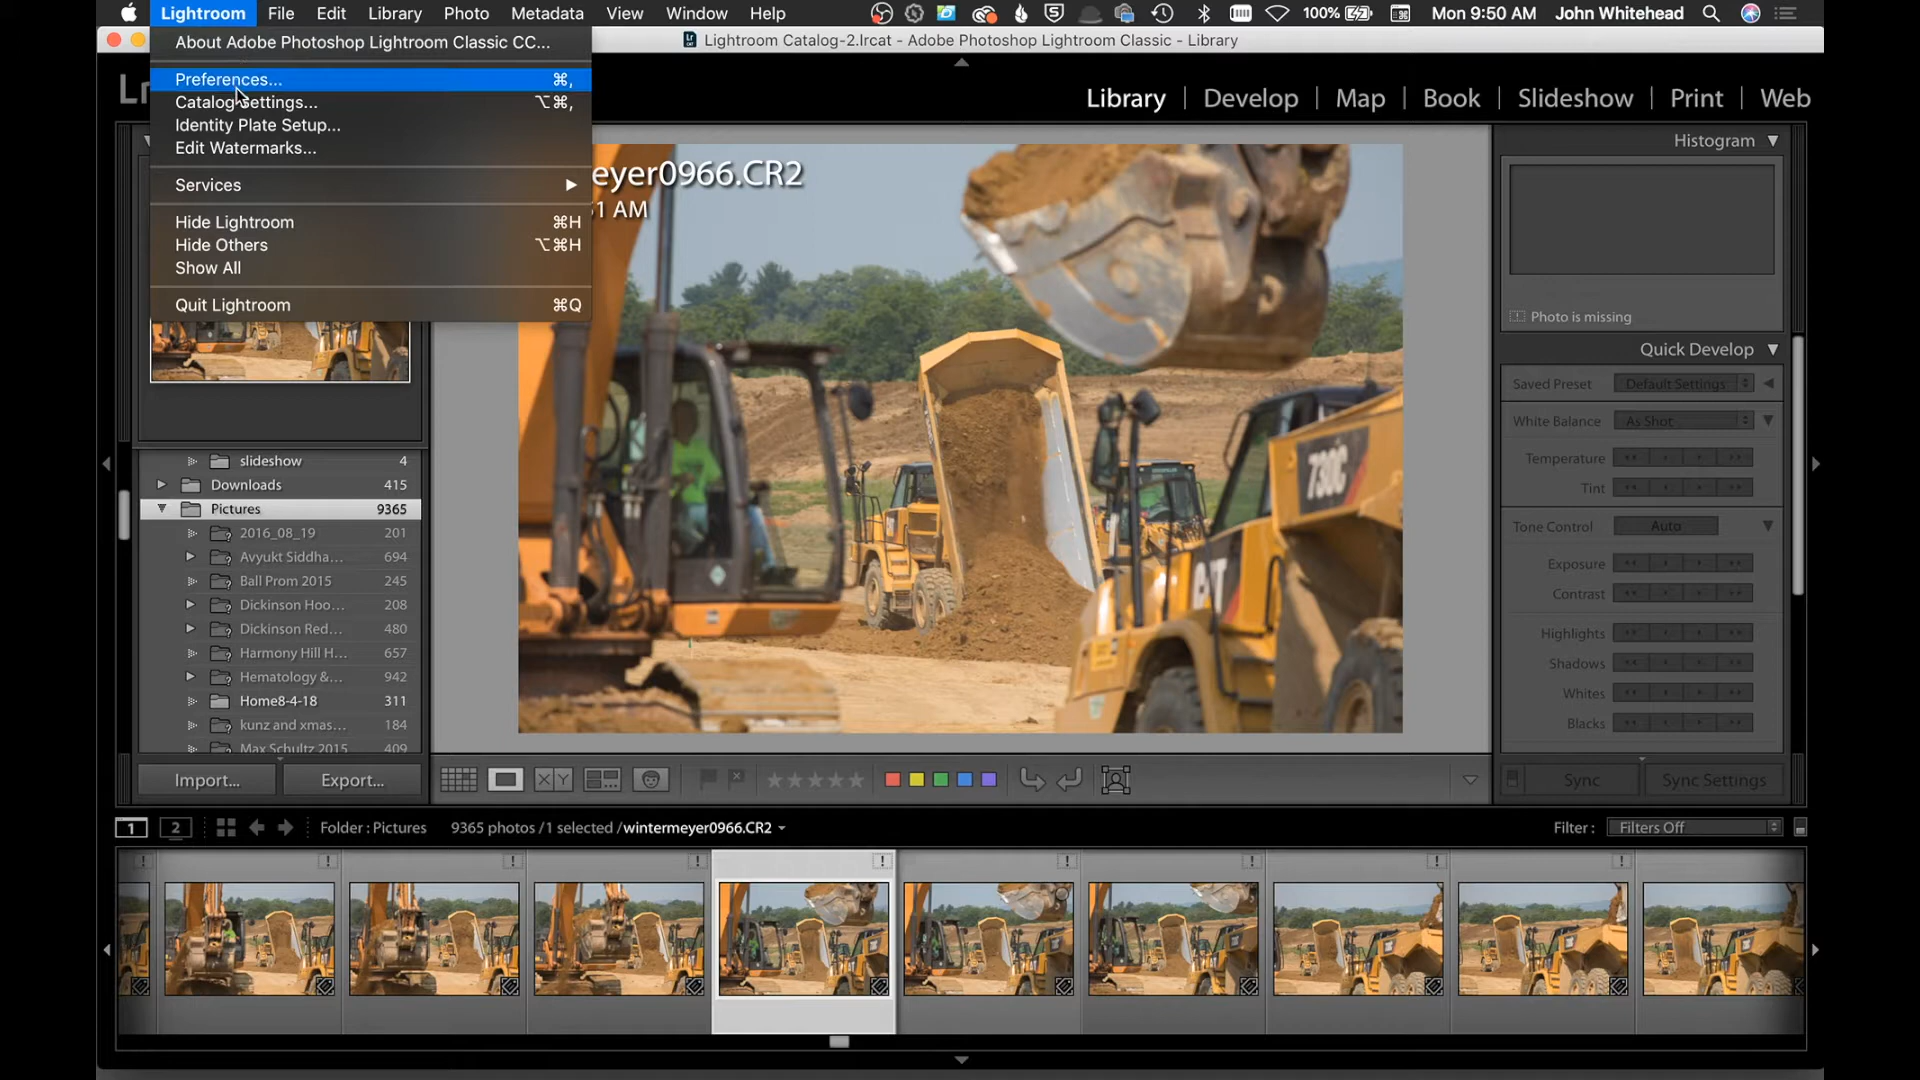 Lightroom File Edit Library Photo Metadata View Window Help 100% Mon 9:50 AM John Whitehead
Lightroom Catalog-2.lrcat - Adobe Photoshop Lightroom Classic - Library
About Adobe Photoshop Lightroom Classic CC...
Preferences... ⌘,
Catalog Settings... ⌥⌘,
Identity Plate Setup...
Edit Watermarks...
Services ▶
Hide Lightroom ⌘H
Hide Others ⌥⌘H
Show All
Quit Lightroom ⌘Q
Lr
Library | Develop | Map | Book | Slideshow | Print | Web
eyer0966.CR2
51 AM
730C
CAT
slideshow 4
Downloads 415
Pictures 9365
2016_08_19 201
Avyukt Siddha... 694
Ball Prom 2015 245
Dickinson Hoo... 208
Dickinson Red... 480
Harmony Hill H... 657
Hematology &... 942
Home8-4-18 311
kunz and xmas... 184
Max Schultz 2015 409
Import... Export...
Histogram
Photo is missing
Quick Develop
Saved Preset Default Settings
White Balance As Shot
Temperature
Tint
Tone Control Auto
Exposure
Contrast
Highlights
Shadows
Whites
Blacks
Sync Sync Settings
X Y
1 2 Folder : Pictures 9365 photos /1 selected /wintermeyer0966.CR2 Filter : Filters Off